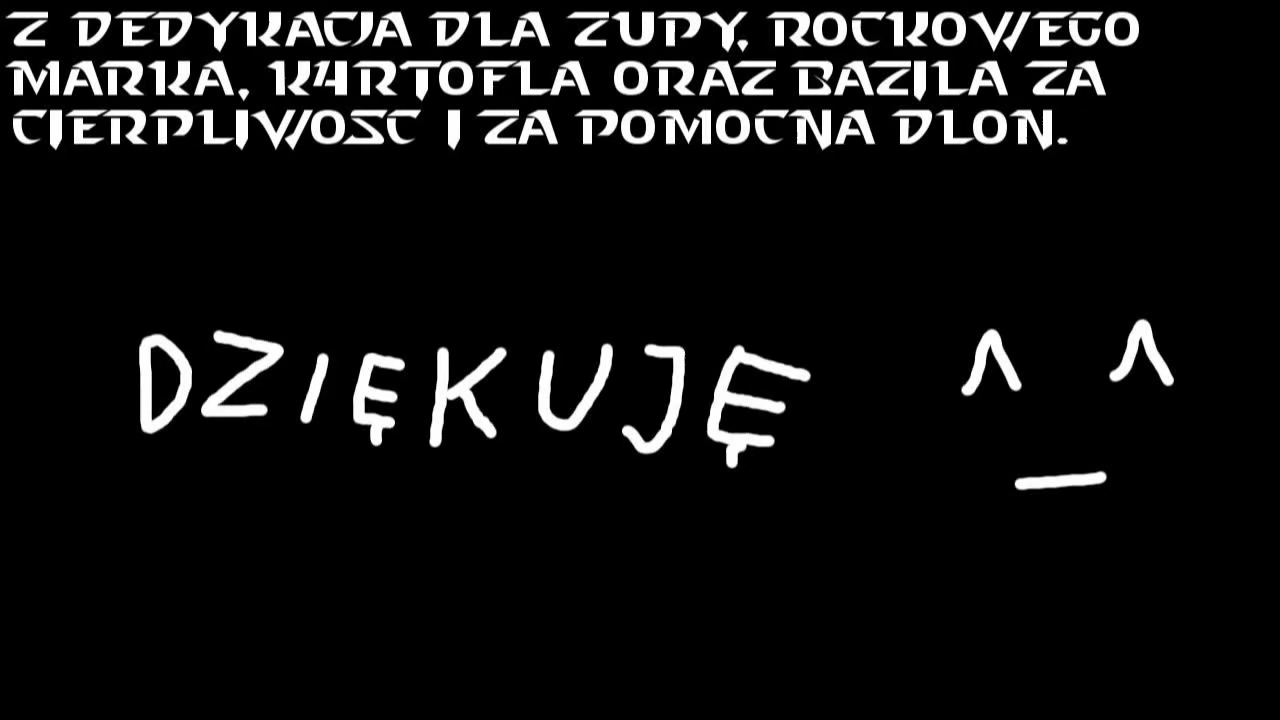 Z DEDYKACJA DLA ZUPY, ROCKOWEGO
MARKA, K4RTOFLA ORAZ BAZILA ZA
CIERPLIWOSC I ZA POMOCNA DLON.
DZIĘKUJĘ ^_^